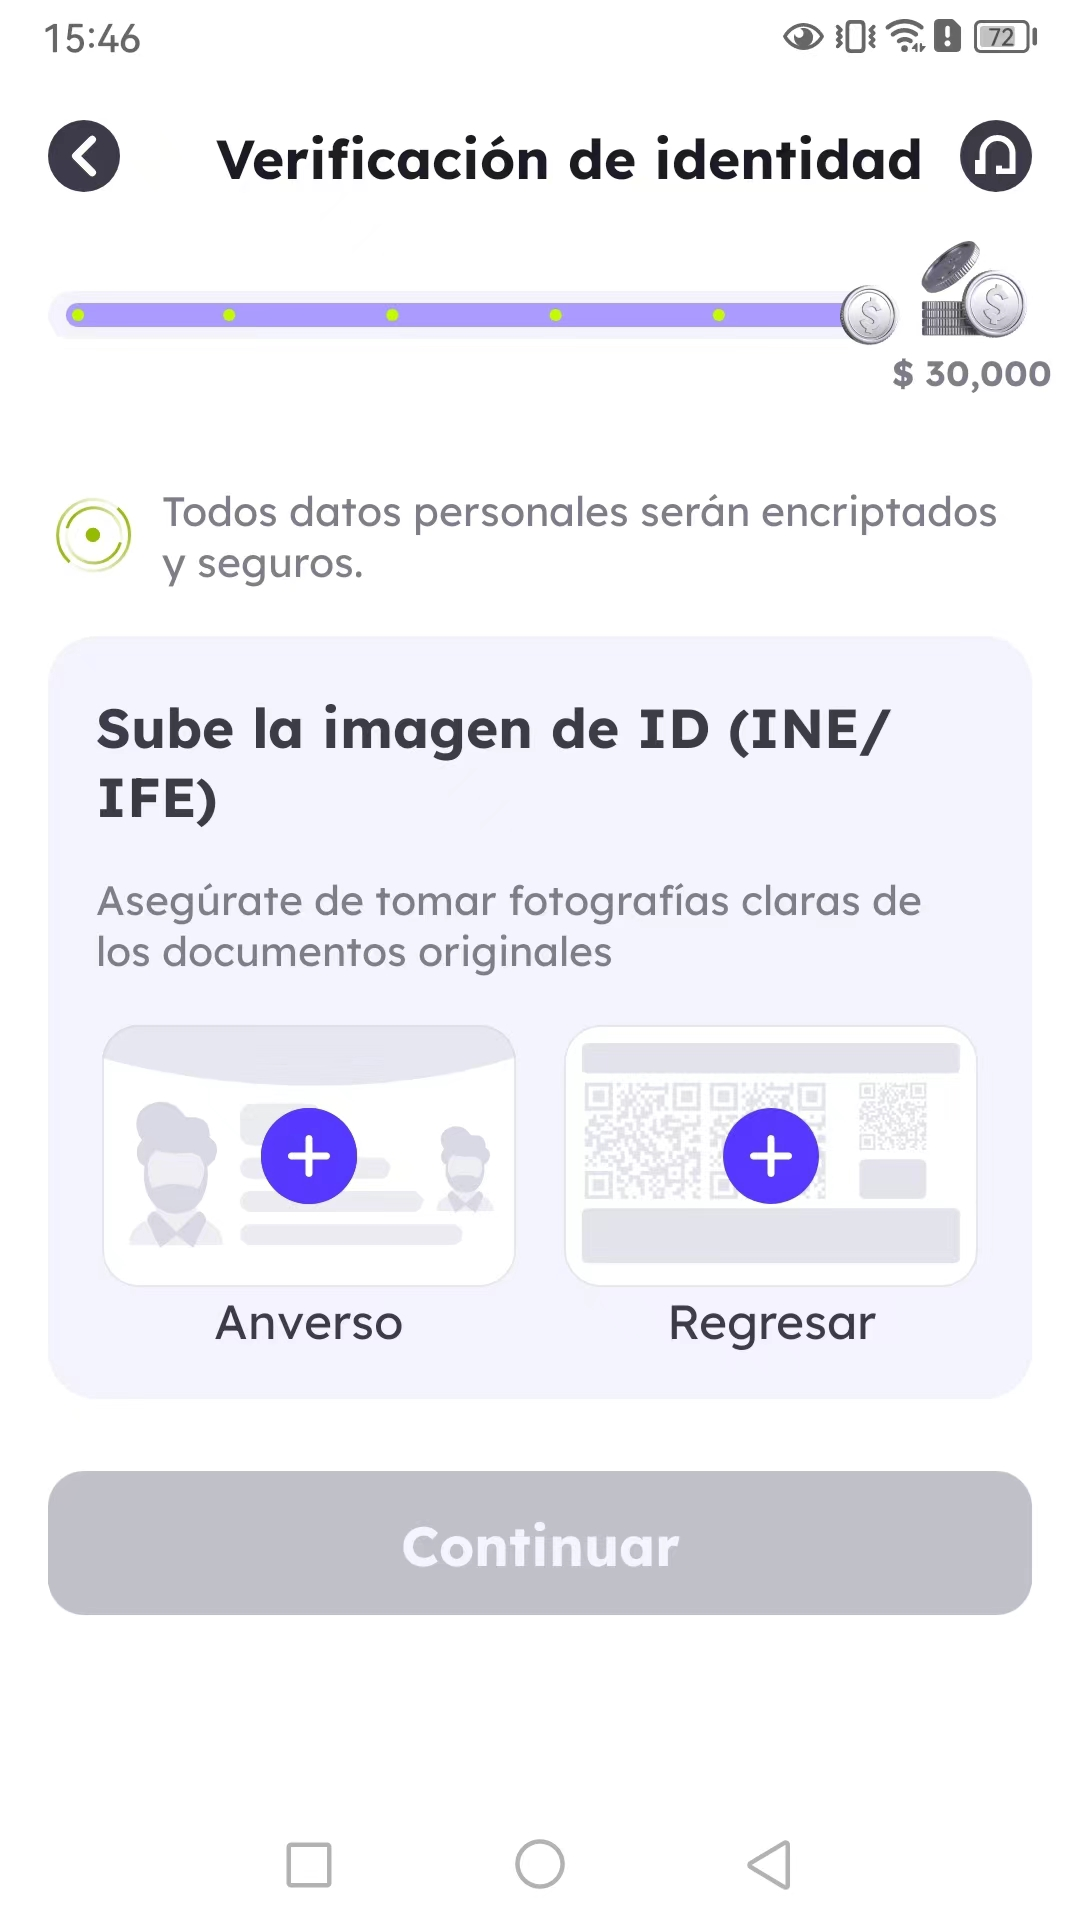 15:46
72
Verificación de identidad
$ 30,000
Todos datos personales serán encriptados
y seguros.
Sube la imagen de ID (INE/
IFE)
Asegúrate de tomar fotografías claras de
los documentos originales
Anverso
Regresar
Continuar